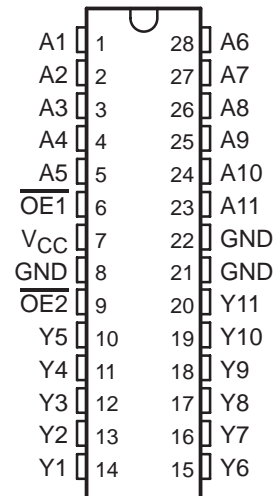 A1 1 28 A6
A2 2 27 A7
A3 3 26 A8
A4 4 25 A9
A5 5 24 A10
O̅E̅1̅ 6 23 A11
VCC 7 22 GND
GND 8 21 GND
O̅E̅2̅ 9 20 Y11
Y5 10 19 Y10
Y4 11 18 Y9
Y3 12 17 Y8
Y2 13 16 Y7
Y1 14 15 Y6